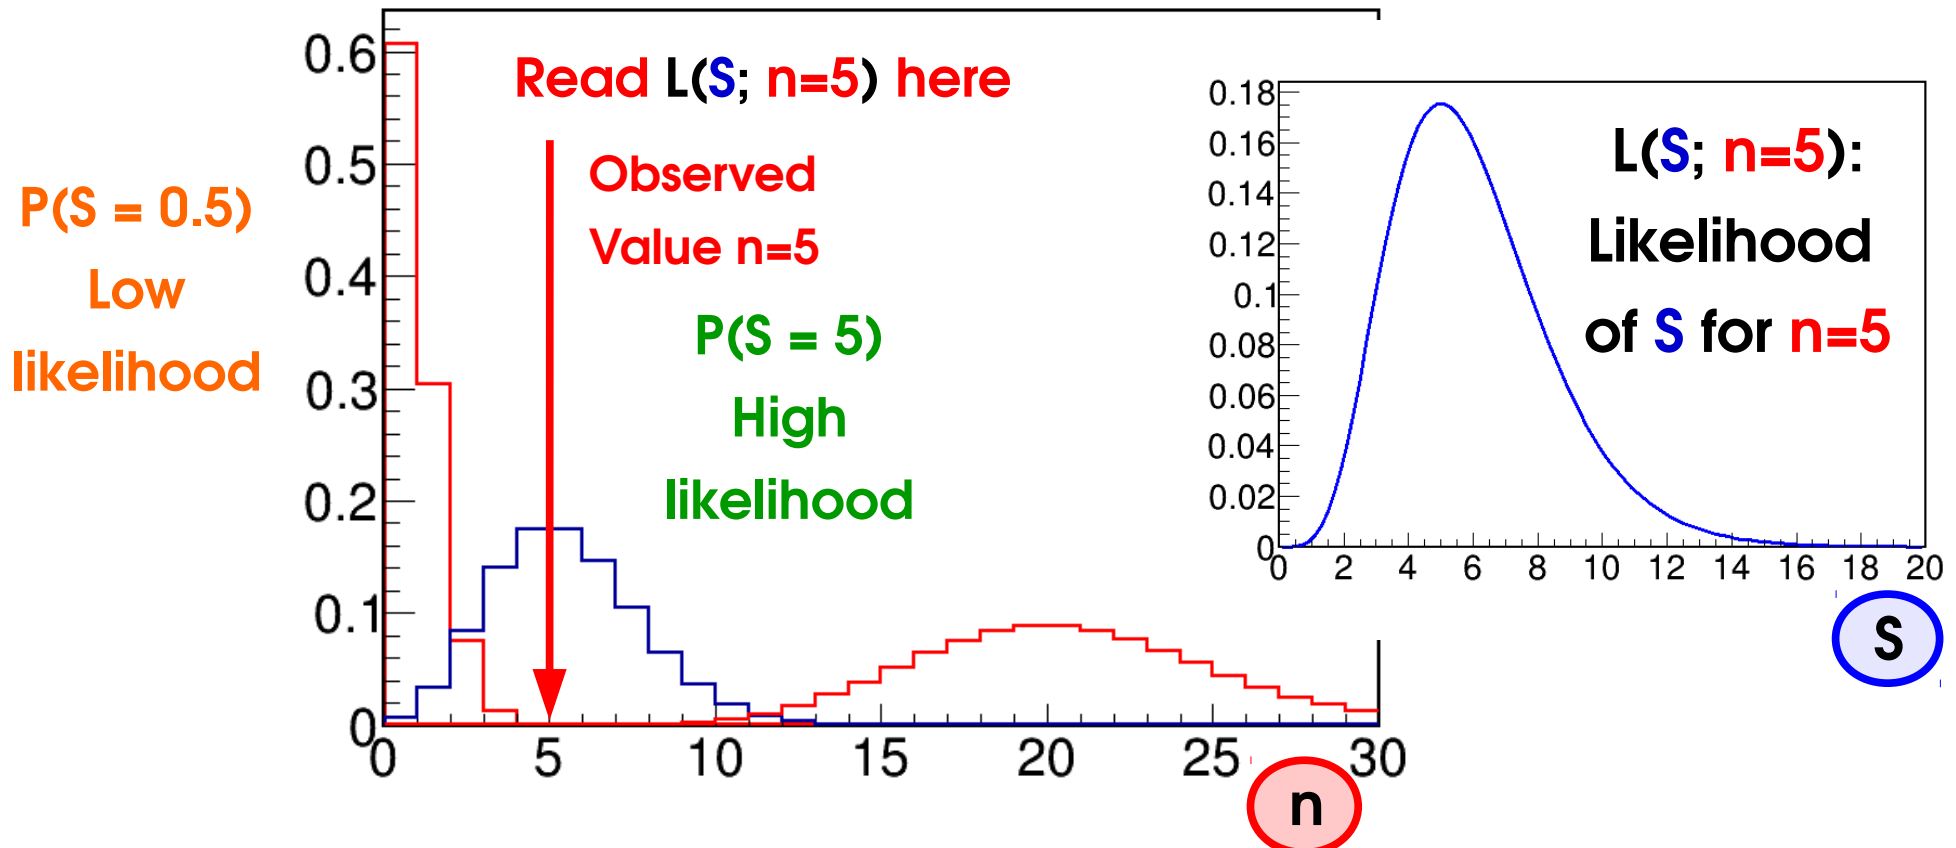 Read L(S; n=5) here
Observed
Value n=5
P(S = 0.5)
Low
likelihood
P(S = 5)
High
likelihood
0.6
0.5
0.4
0.3
0.2
0.1
0
0 5 10 15 20 25 30
n
L(S; n=5):
Likelihood
of S for n=5
0.18
0.16
0.14
0.12
0.1
0.08
0.06
0.04
0.02
0
0 2 4 6 8 10 12 14 16 18 20
S